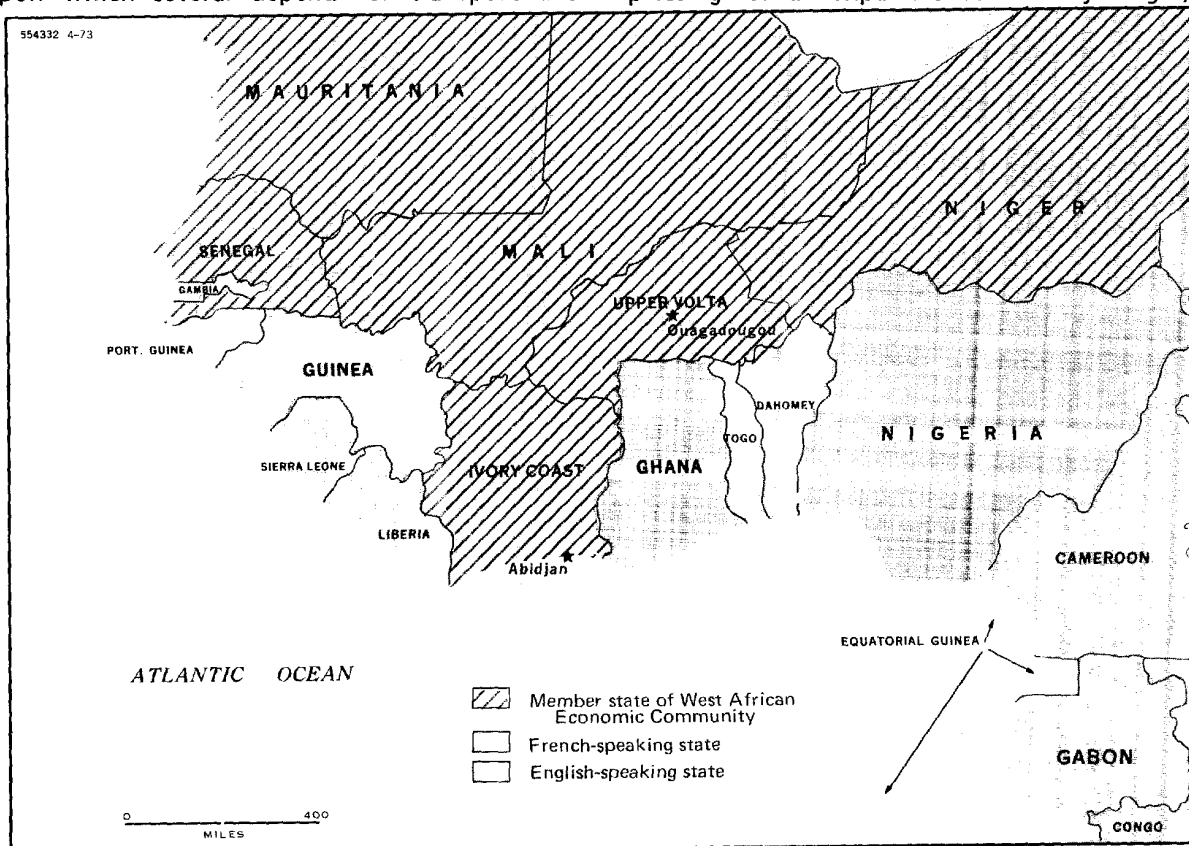 554332 4-73
MAURITANIA
NIGER
SENEGAL
MALI
GAMBIA
UPPER VOLTA
Ouagadougou
PORT. GUINEA
GUINEA
DAHOMEY
NIGERIA
TOGO
SIERRA LEONE
IVORY COAST
GHANA
LIBERIA
Abidjan
CAMEROON
EQUATORIAL GUINEA
ATLANTIC OCEAN
Member state of West African
Economic Community
French-speaking state
English-speaking state
GABON
0 400
MILES
CONGO